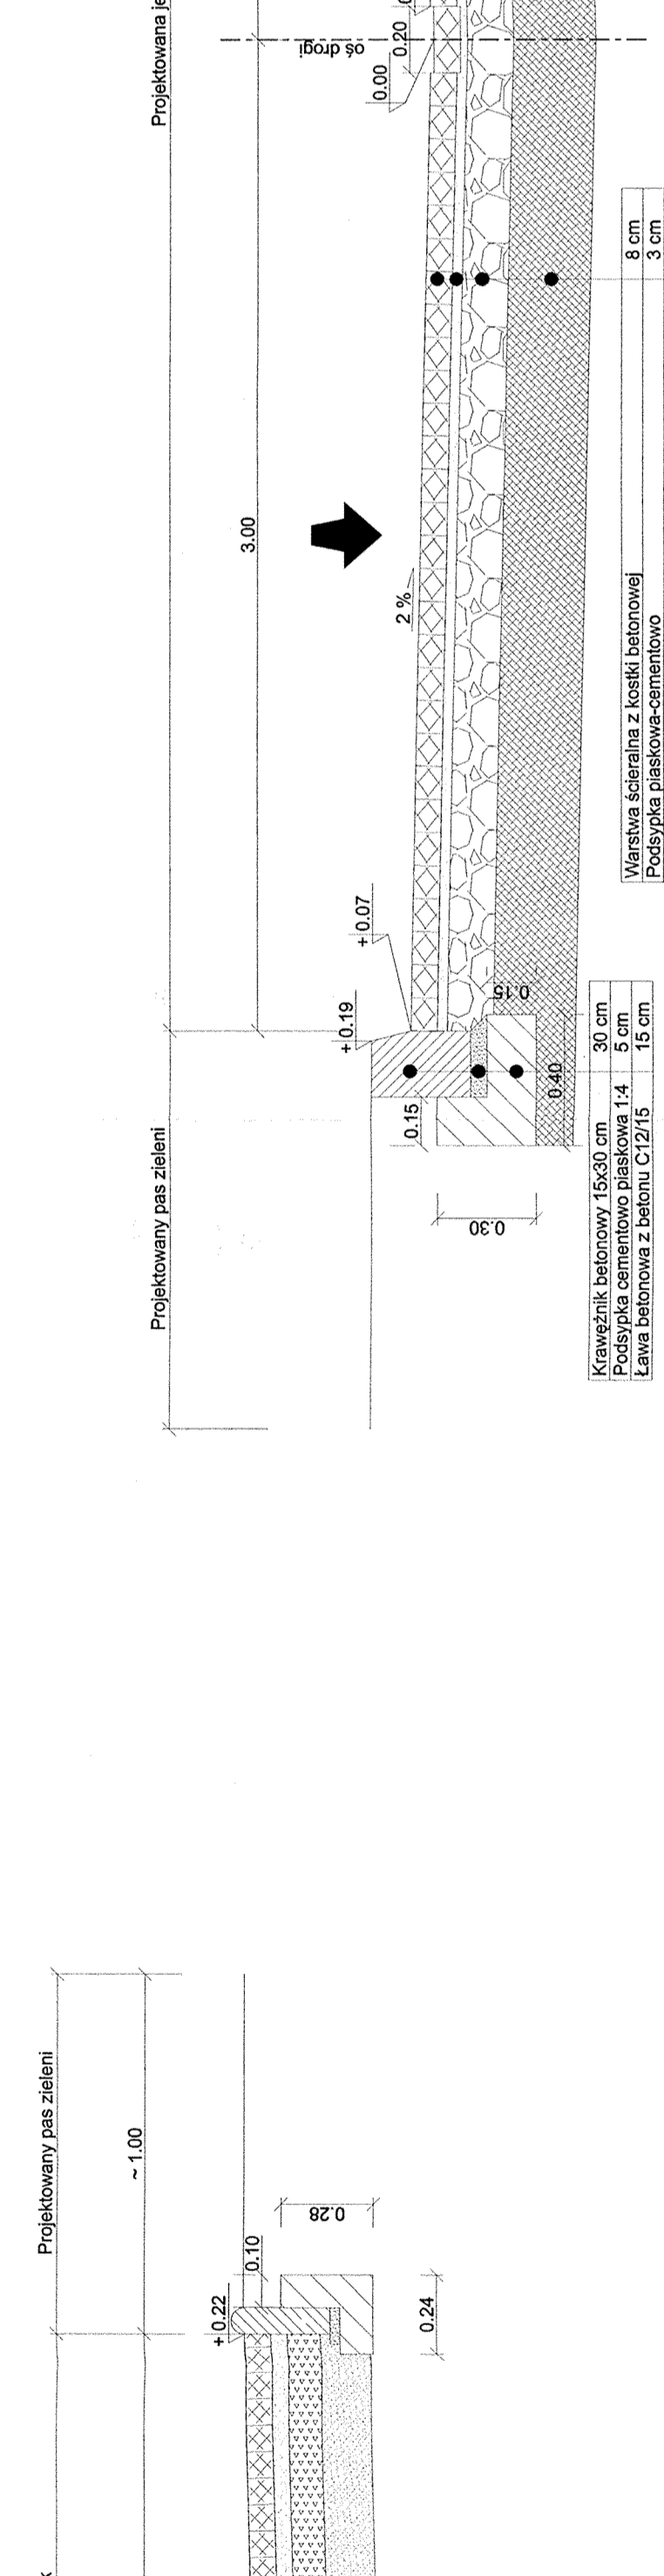 Projektowany pas zieleni
~ 1.00
+ 0.22
0.10
0.28
0.24
Projektowany pas zieleni
Projektowana je
3.00
oś drogi
0.20
0.00
2 %
+ 0.07
+ 0.19
0.15
0.15
0.40
0.30
Krawężnik betonowy 15x30 cm 30 cm
Podsypka cementowo piaskowa 1:4 5 cm
Ława betonowa z betonu C12/15 15 cm
Warstwa ścieralna z kostki betonowej 8 cm
Podsypka piaskowa-cementowo 3 cm